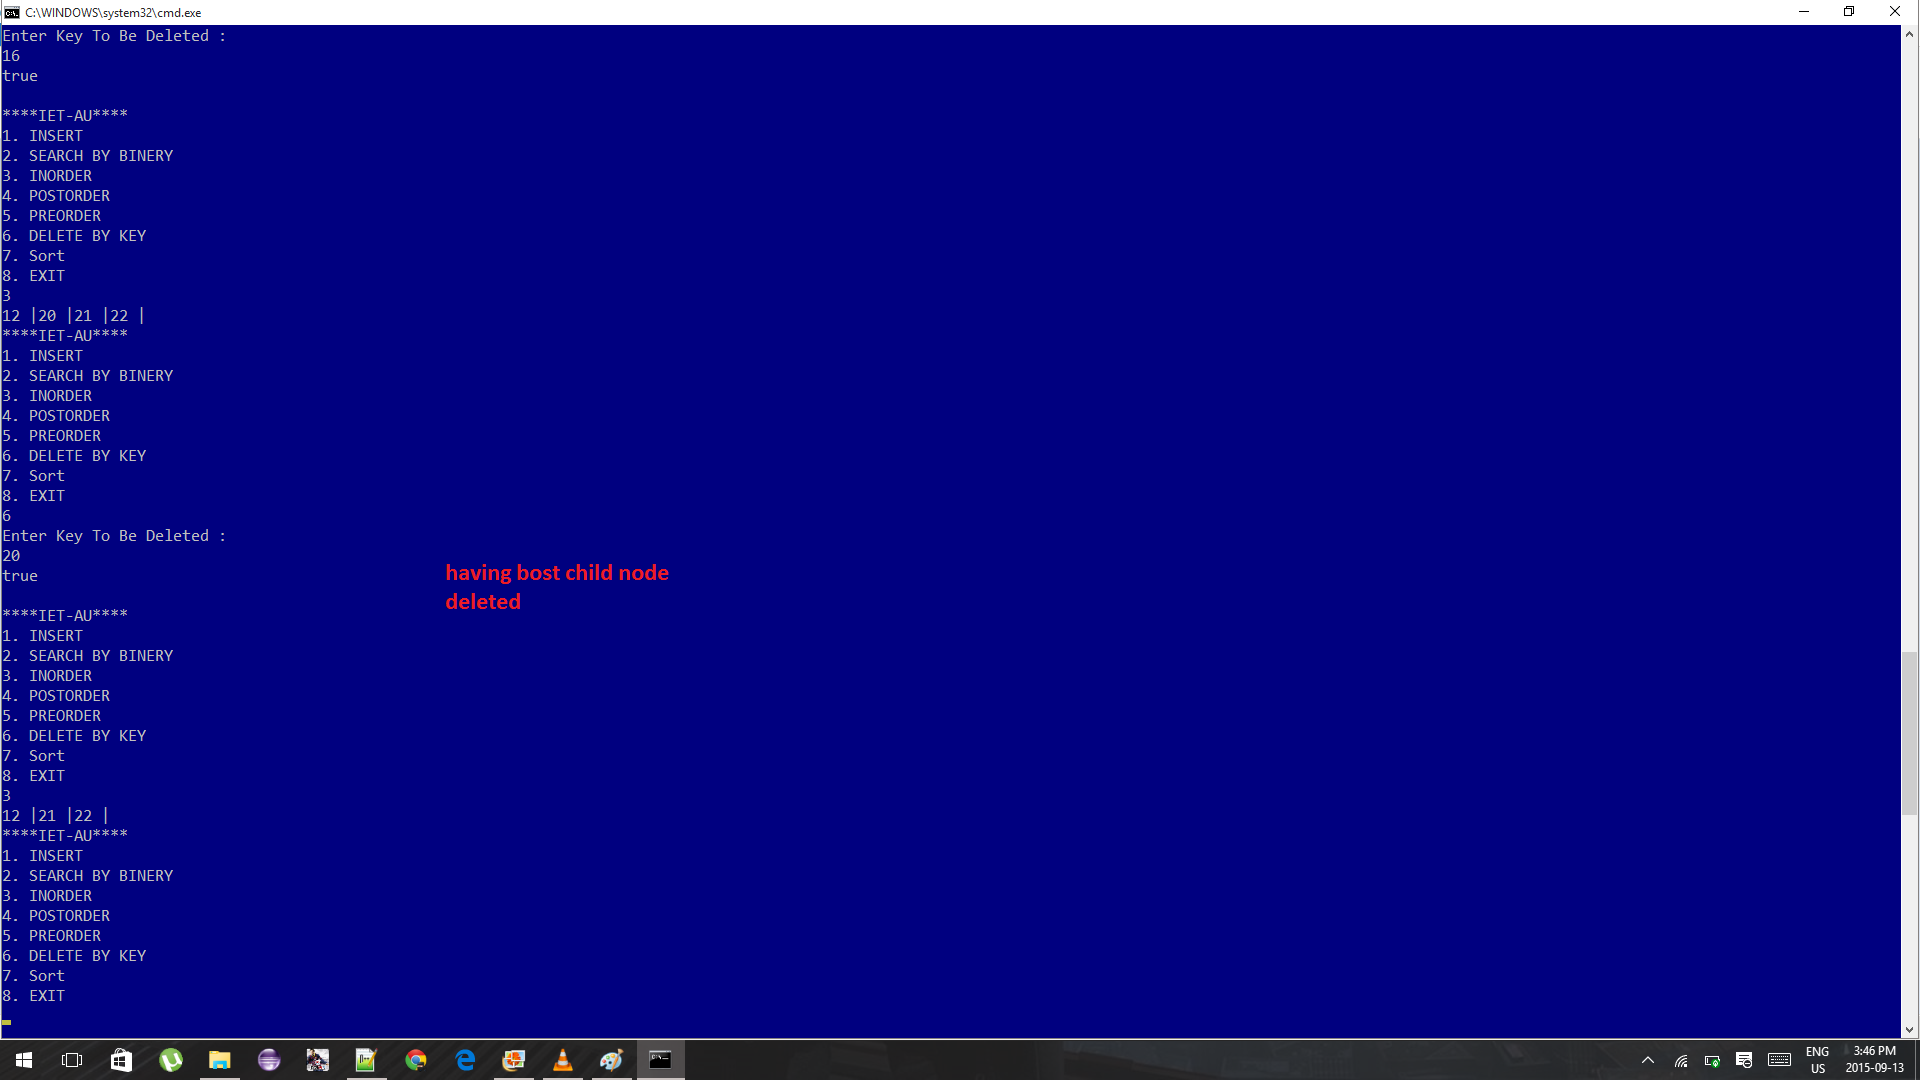 C:\WINDOWS\system32\cmd.exe
Enter Key To Be Deleted :
16
true
****IET-AU****
1. INSERT
2. SEARCH BY BINERY
3. INORDER
4. POSTORDER
5. PREORDER
6. DELETE BY KEY
7. Sort
8. EXIT
3
12 |20 |21 |22 |
****IET-AU****
1. INSERT
2. SEARCH BY BINERY
3. INORDER
4. POSTORDER
5. PREORDER
6. DELETE BY KEY
7. Sort
8. EXIT
6
Enter Key To Be Deleted :
20
true
having bost child node
deleted
****IET-AU****
1. INSERT
2. SEARCH BY BINERY
3. INORDER
4. POSTORDER
5. PREORDER
6. DELETE BY KEY
7. Sort
8. EXIT
3
12 |21 |22 |
****IET-AU****
1. INSERT
2. SEARCH BY BINERY
3. INORDER
4. POSTORDER
5. PREORDER
6. DELETE BY KEY
7. Sort
8. EXIT
ENG
US
3:46 PM
2015-09-13